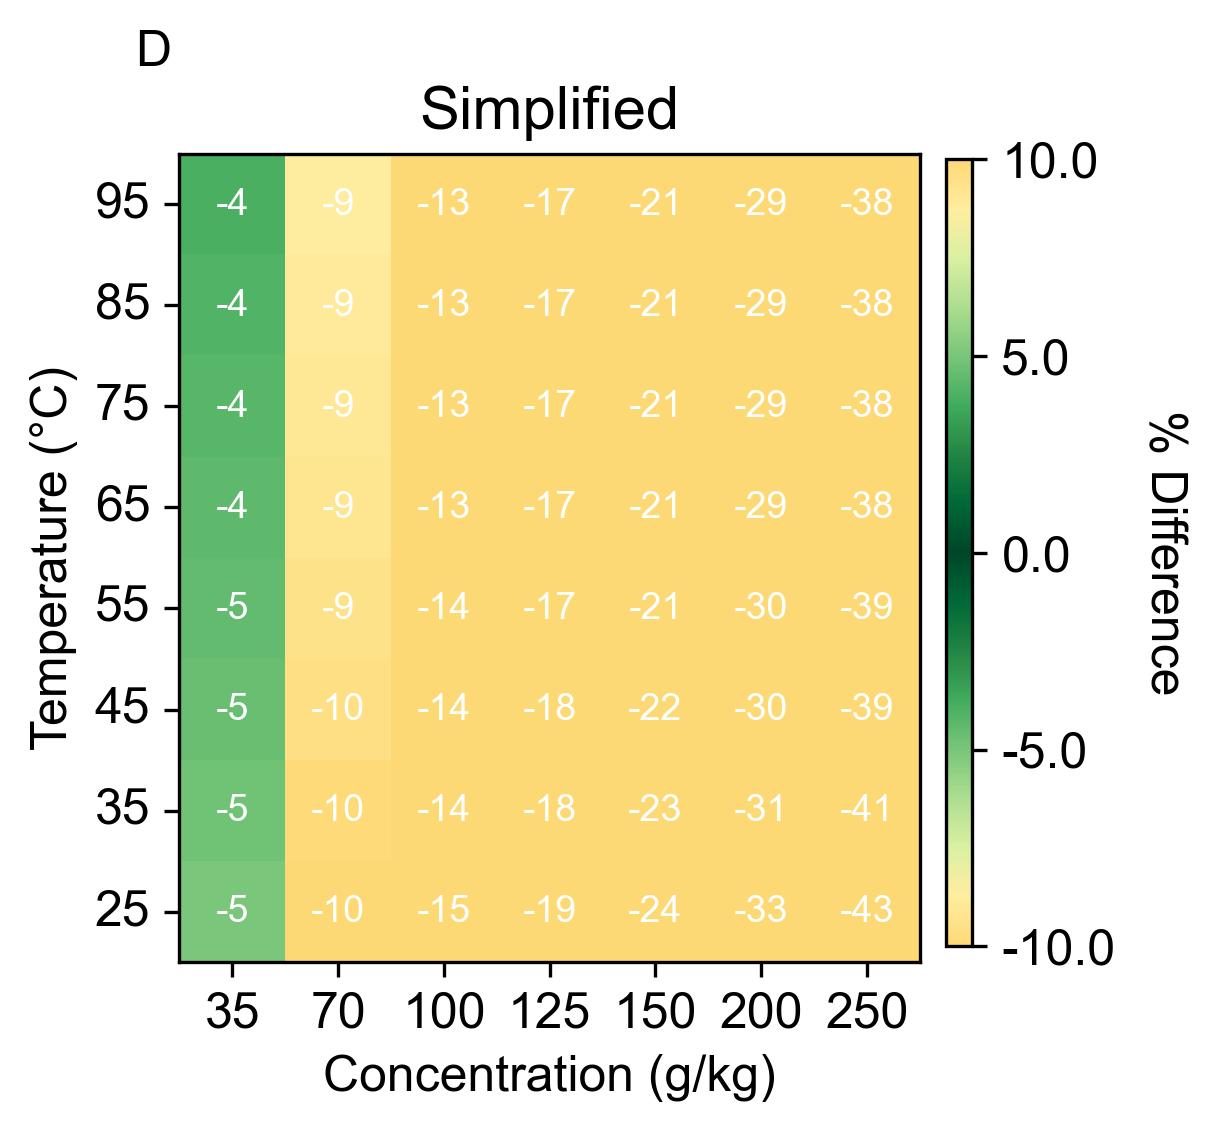 D
Simplified
95 -4 -9 -13 -17 -21 -29 -38
85 -4 -9 -13 -17 -21 -29 -38
75 -4 -9 -13 -17 -21 -29 -38
65 -4 -9 -13 -17 -21 -29 -38
55 -5 -9 -14 -17 -21 -30 -39
45 -5 -10 -14 -18 -22 -30 -39
35 -5 -10 -14 -18 -23 -31 -41
25 -5 -10 -15 -19 -24 -33 -43
35 70 100 125 150 200 250
Concentration (g/kg)
Temperature (°C)
10.0
5.0
0.0
-5.0
-10.0
% Difference